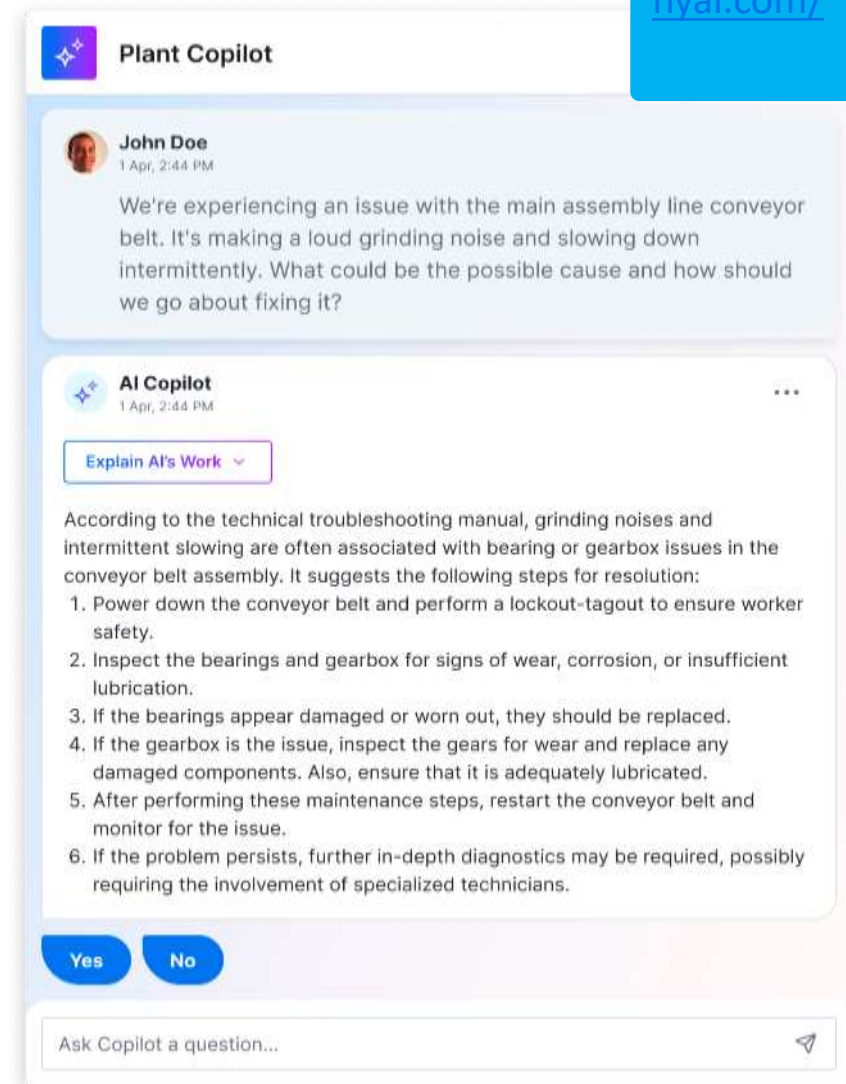 nyai.com/
Plant Copilot
John Doe
1 Apr, 2:44 PM
We're experiencing an issue with the main assembly line conveyor
belt. It's making a loud grinding noise and slowing down
intermittently. What could be the possible cause and how should
we go about fixing it?
AI Copilot
1 Apr, 2:44 PM
Explain AI's Work
According to the technical troubleshooting manual, grinding noises and
intermittent slowing are often associated with bearing or gearbox issues in the
conveyor belt assembly. It suggests the following steps for resolution:
1. Power down the conveyor belt and perform a lockout-tagout to ensure worker
safety.
2. Inspect the bearings and gearbox for signs of wear, corrosion, or insufficient
lubrication.
3. If the bearings appear damaged or worn out, they should be replaced.
4. If the gearbox is the issue, inspect the gears for wear and replace any
damaged components. Also, ensure that it is adequately lubricated.
5. After performing these maintenance steps, restart the conveyor belt and
monitor for the issue.
6. If the problem persists, further in-depth diagnostics may be required, possibly
requiring the involvement of specialized technicians.
Yes No
Ask Copilot a question...